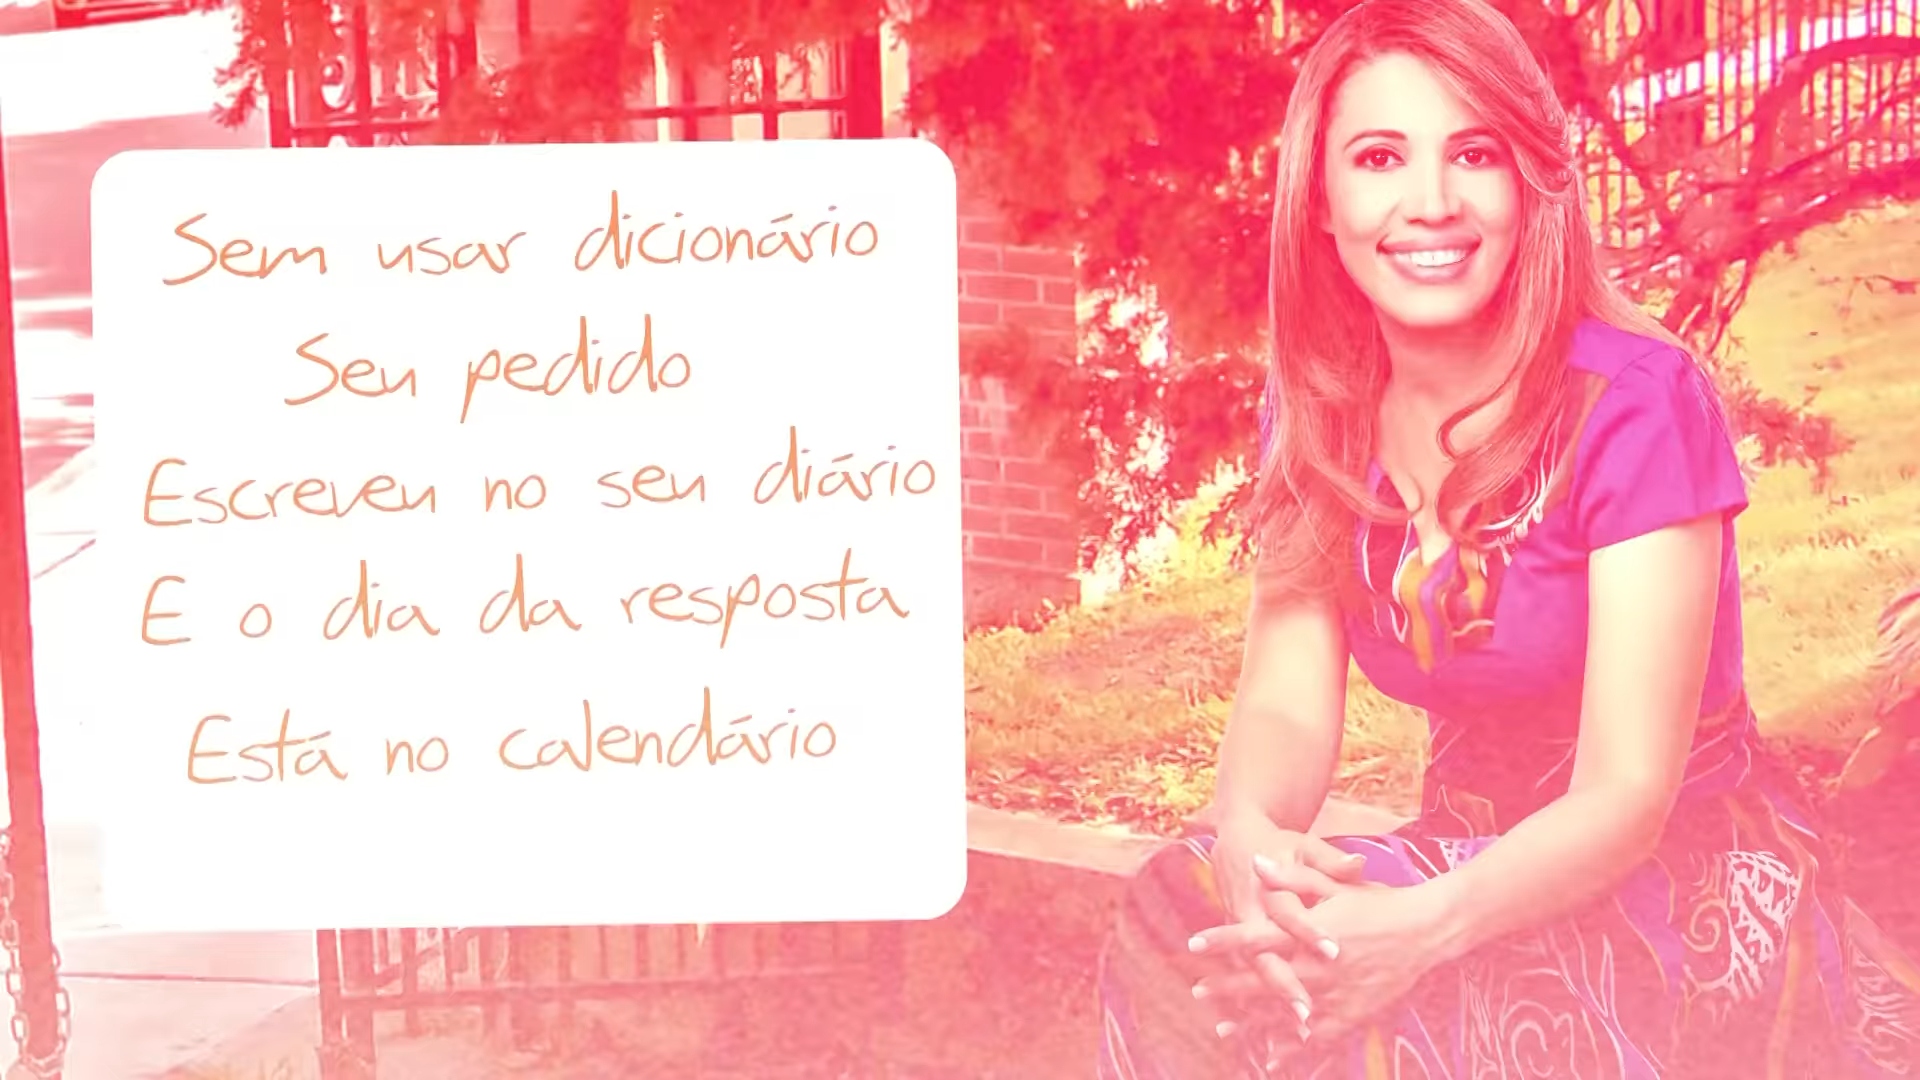 Sem usar dicionário
Seu pedido
Escreveu no seu diário
E o dia da resposta
Está no calendário